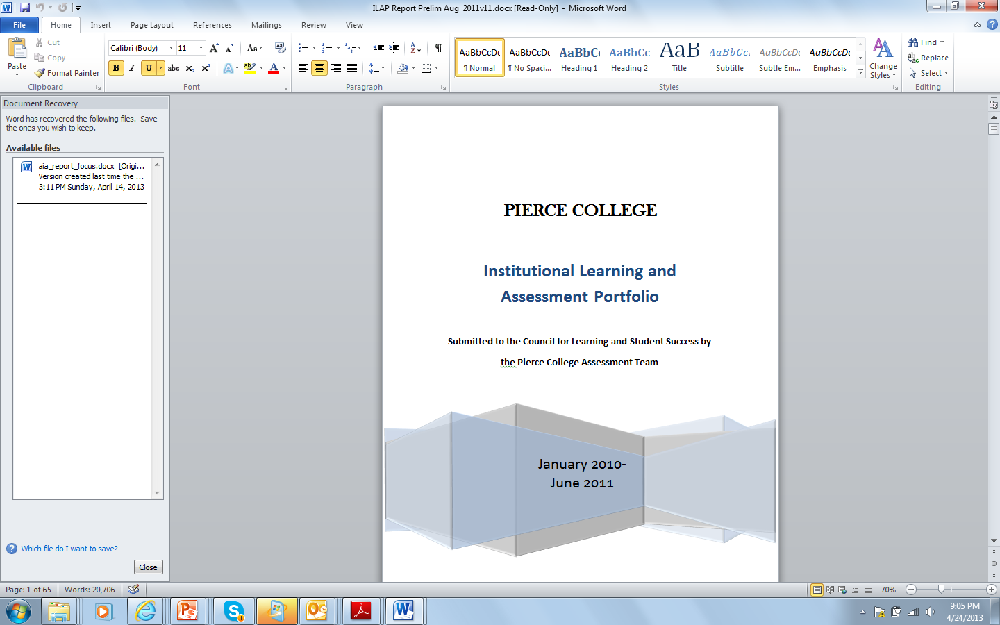 ILAP Report Prelim Aug  2011v11.docx [Read-Only]  -  Microsoft Word
File Home Insert Page Layout References Mailings Review View
Paste
Cut
Copy
Format Painter
Clipboard
Calibri (Body) 11
B I U abc x₂ x²
Font
Paragraph
AaBbCcDc AaBbCcDc AaBbCc AaBbCc AaB AaBbCc. AaBbCcDc AaBbCcDc
¶ Normal ¶ No Spaci... Heading 1 Heading 2 Title Subtitle Subtle Em... Emphasis
Change
Styles
Styles
Find
Replace
Select
Editing
Document Recovery
Word has recovered the following files.  Save
the ones you wish to keep.
Available files
aia_report_focus.docx  [Origi...
Version created last time the ...
3:11 PM Sunday, April 14, 2013
Which file do I want to save?
Close
PIERCE COLLEGE
Institutional Learning and
Assessment Portfolio
Submitted to the Council for Learning and Student Success by
the Pierce College Assessment Team
January 2010-
June 2011
Page: 1 of 65 Words: 20,706 70%
9:05 PM
4/24/2013